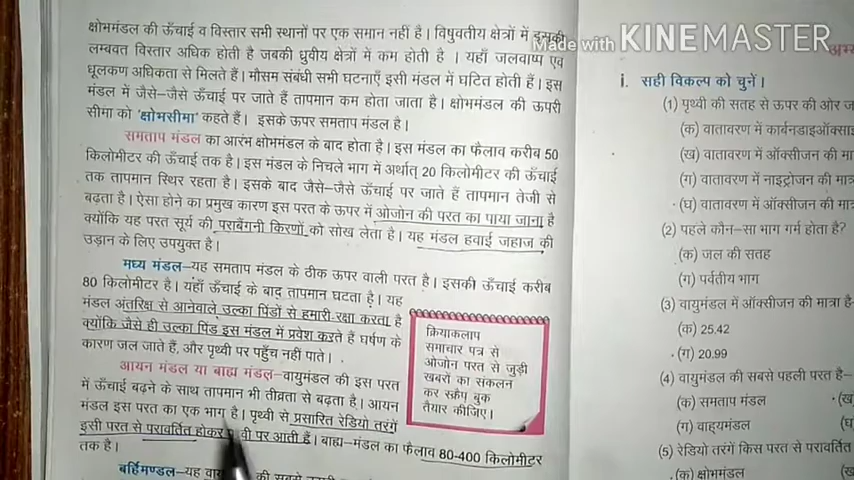 क्षोभमंडल की ऊँचाई व विस्तार सभी स्थानों पर एक समान नहीं है। विषुवतीय क्षेत्रों में इसकी
लम्बवत विस्तार अधिक होती है जबकी ध्रुवीय क्षेत्रों में कम होती है । यहाँ जलवाष्प एवं
धूलकण अधिकता से मिलते हैं। मौसम संबंधी सभी घटनाएँ इसी मंडल में घटित होती हैं। इस
मंडल में जैसे–जैसे ऊँचाई पर जाते हैं तापमान कम होता जाता है। क्षोभमंडल की ऊपरी
सीमा को 'क्षोभसीमा' कहते हैं। इसके ऊपर समताप मंडल है।
समताप मंडल का आरंभ क्षोभमंडल के बाद होता है। इस मंडल का फैलाव करीब 50
किलोमीटर की ऊँचाई तक है। इस मंडल के निचले भाग में अर्थात् 20 किलोमीटर की ऊँचाई
तक तापमान स्थिर रहता है। इसके बाद जैसे–जैसे ऊँचाई पर जाते हैं तापमान तेजी से
बढ़ता है। ऐसा होने का प्रमुख कारण इस परत के ऊपर में ओजोन की परत का पाया जाना है
क्योंकि यह परत सूर्य की पराबैंगनी किरणों को सोख लेता है। यह मंडल हवाई जहाज की
उड़ान के लिए उपयुक्त है।
मध्य मंडल–यह समताप मंडल के ठीक ऊपर वाली परत है। इसकी ऊँचाई करीब
80 किलोमीटर है। यहाँ ऊँचाई के बाद तापमान घटता है। यह
मंडल अंतरिक्ष से आनेवाले उल्का पिंडों से हमारी रक्षा करता है
क्योंकि जैसे ही उल्का पिंड इस मंडल में प्रवेश करते हैं घर्षण के
कारण जल जाते हैं, और पृथ्वी पर पहुँच नहीं पाते।
आयन मंडल या बाह्य मंडल–वायुमंडल की इस परत
में ऊँचाई बढ़ने के साथ तापमान भी तीव्रता से बढ़ता है। आयन
मंडल इस परत का एक भाग है। पृथ्वी से प्रसारित रेडियो तरंगें
इसी परत से परावर्तित होकर पर आती हैं। बाह्य–मंडल का फैलाव 80-400 किलोमीटर
तक है।
बर्हिमण्डल–यह की सबसे
क्रियाकलाप
समाचार पत्र से
ओजोन परत से जुड़ी
खबरों का संकलन
कर स्क्रैप बुक
तैयार कीजिए।
Made with KINEMASTER
अभ्या
i. सही विकल्प को चुनें।
(1) पृथ्वी की सतह से ऊपर की ओर
(क) वातावरण में कार्बनडाइऑक्सा
(ख) वातावरण में ऑक्सीजन की मा
(ग) वातावरण में नाइट्रोजन की मात्र
(घ) वातावरण में ऑक्सीजन की मा
(2) पहले कौन–सा भाग गर्म होता है?
(क) जल की सतह
(ग) पर्वतीय भाग
(3) वायुमंडल में ऑक्सीजन की मात्रा है
(क) 25.42
(ग) 20.99
(4) वायुमंडल की सबसे पहली परत है–
(क) समताप मंडल
(ख)
(ग) वाह्यमंडल
(5) रेडियो तरंगें किस परत से परावर्तित
(क) क्षोभमंडल
(ख